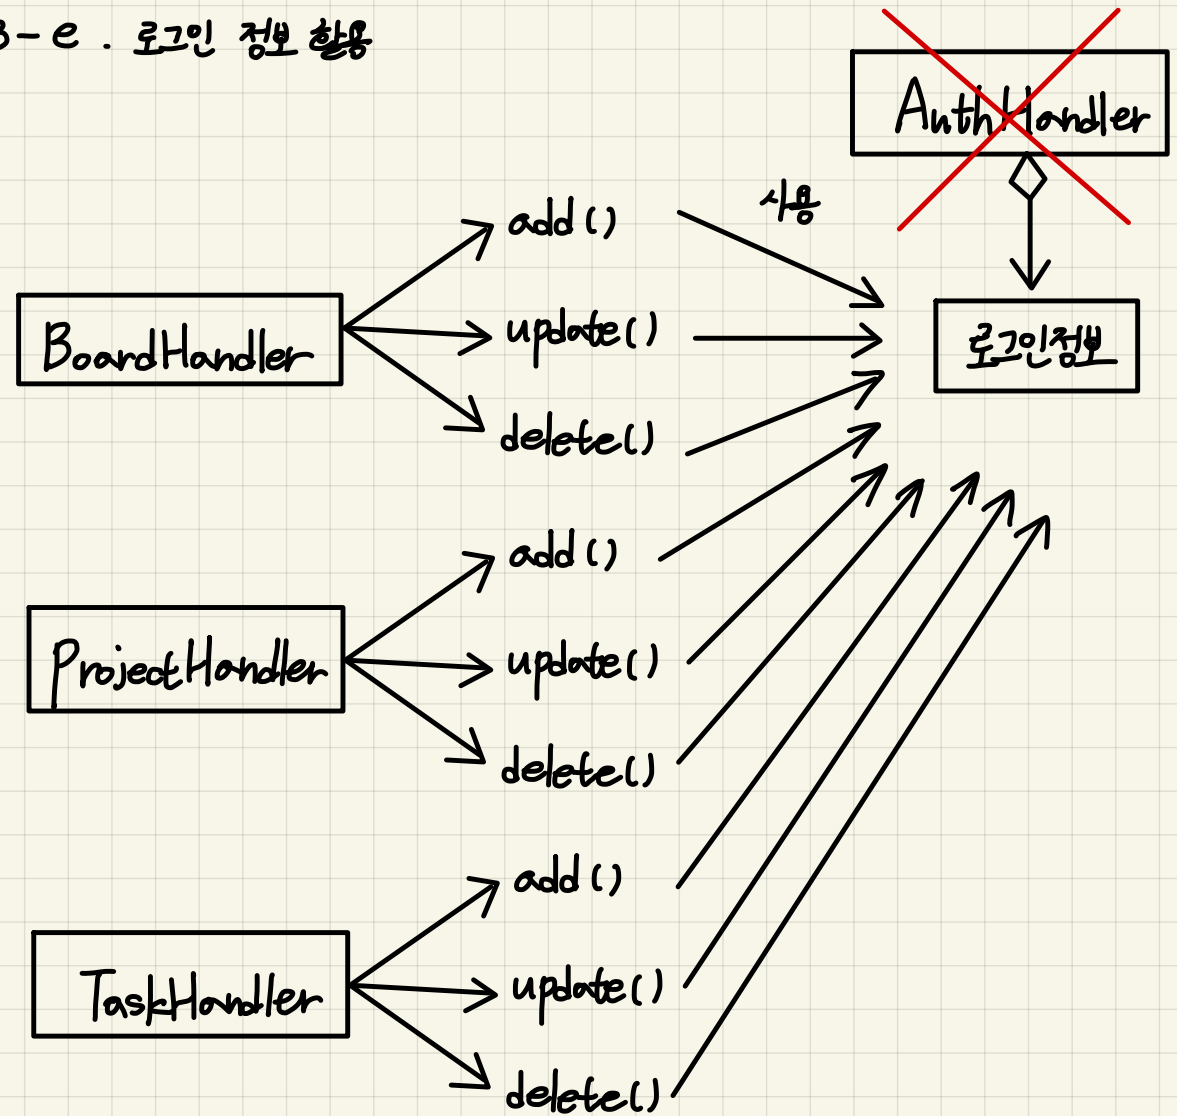 3-e. 로그인 정보 활용
AuthHandler
사용
add()
BoardHandler
update()
로그인정보
delete()
add()
ProjectHandler
update()
delete()
add()
TaskHandler
update()
delete()